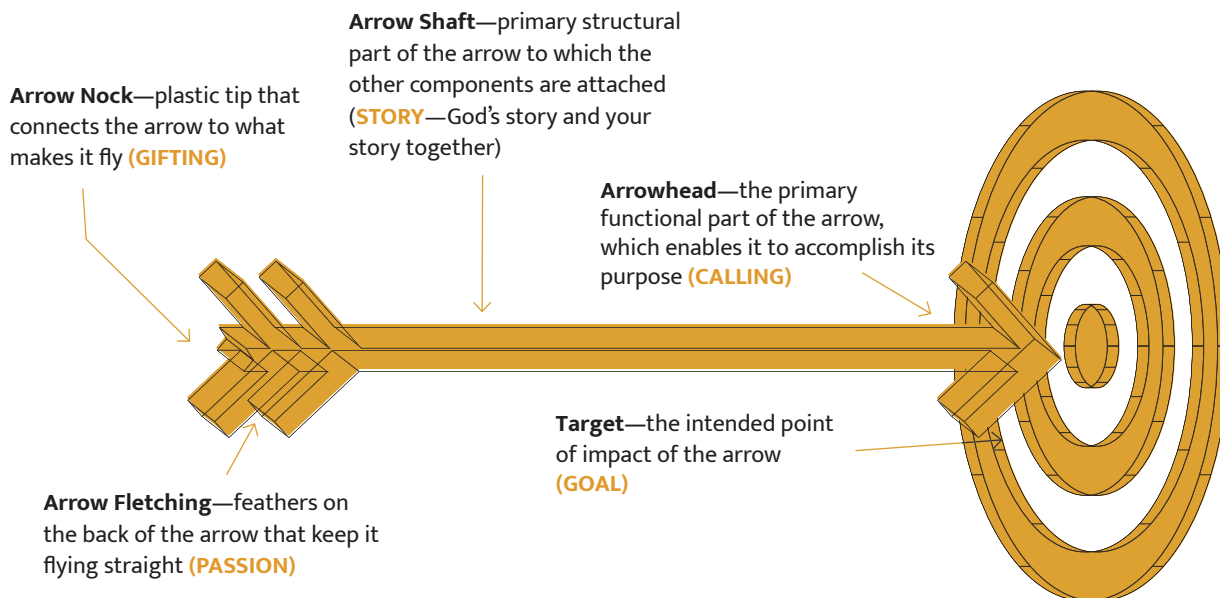 Arrow Shaft—primary structural
part of the arrow to which the
other components are attached
(STORY—God’s story and your
story together)
Arrow Nock—plastic tip that
connects the arrow to what
makes it fly (GIFTING)
Arrowhead—the primary
functional part of the arrow,
which enables it to accomplish its
purpose (CALLING)
Target—the intended point
of impact of the arrow
(GOAL)
Arrow Fletching—feathers on
the back of the arrow that keep it
flying straight (PASSION)